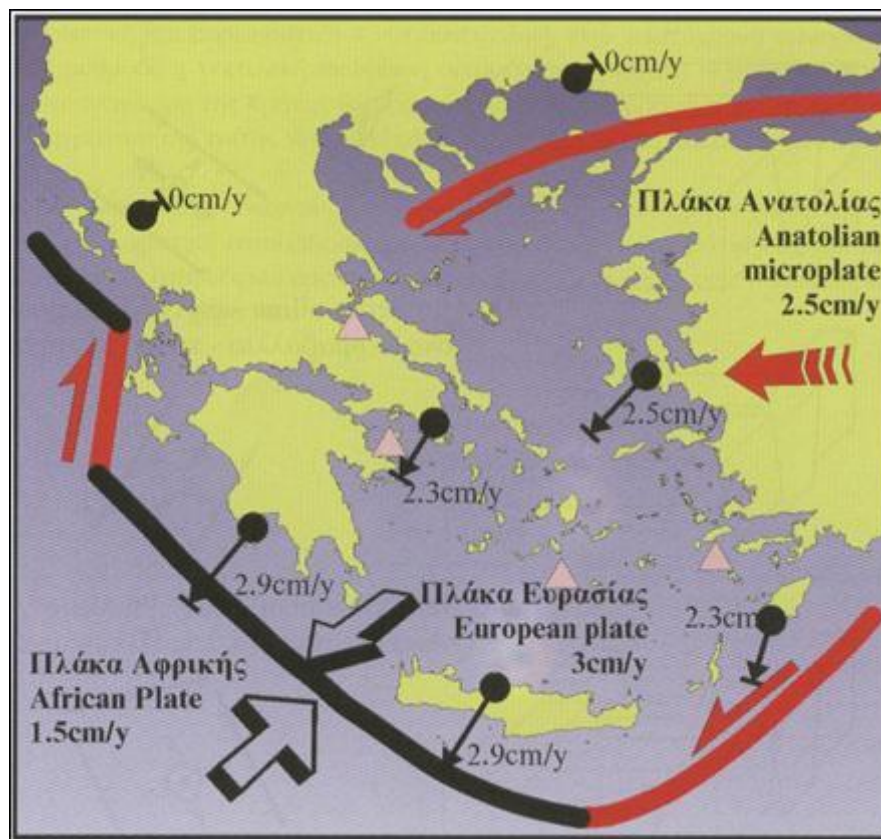 0cm/y
0cm/y
Πλάκα Ανατολίας
Anatolian
microplate
2.5cm/y
2.5cm/y
2.3cm/y
2.9cm/y
Πλάκα Ευρασίας
European plate
3cm/y
2.3cm
Πλάκα Αφρικής
African Plate
1.5cm/y
2.9cm/y